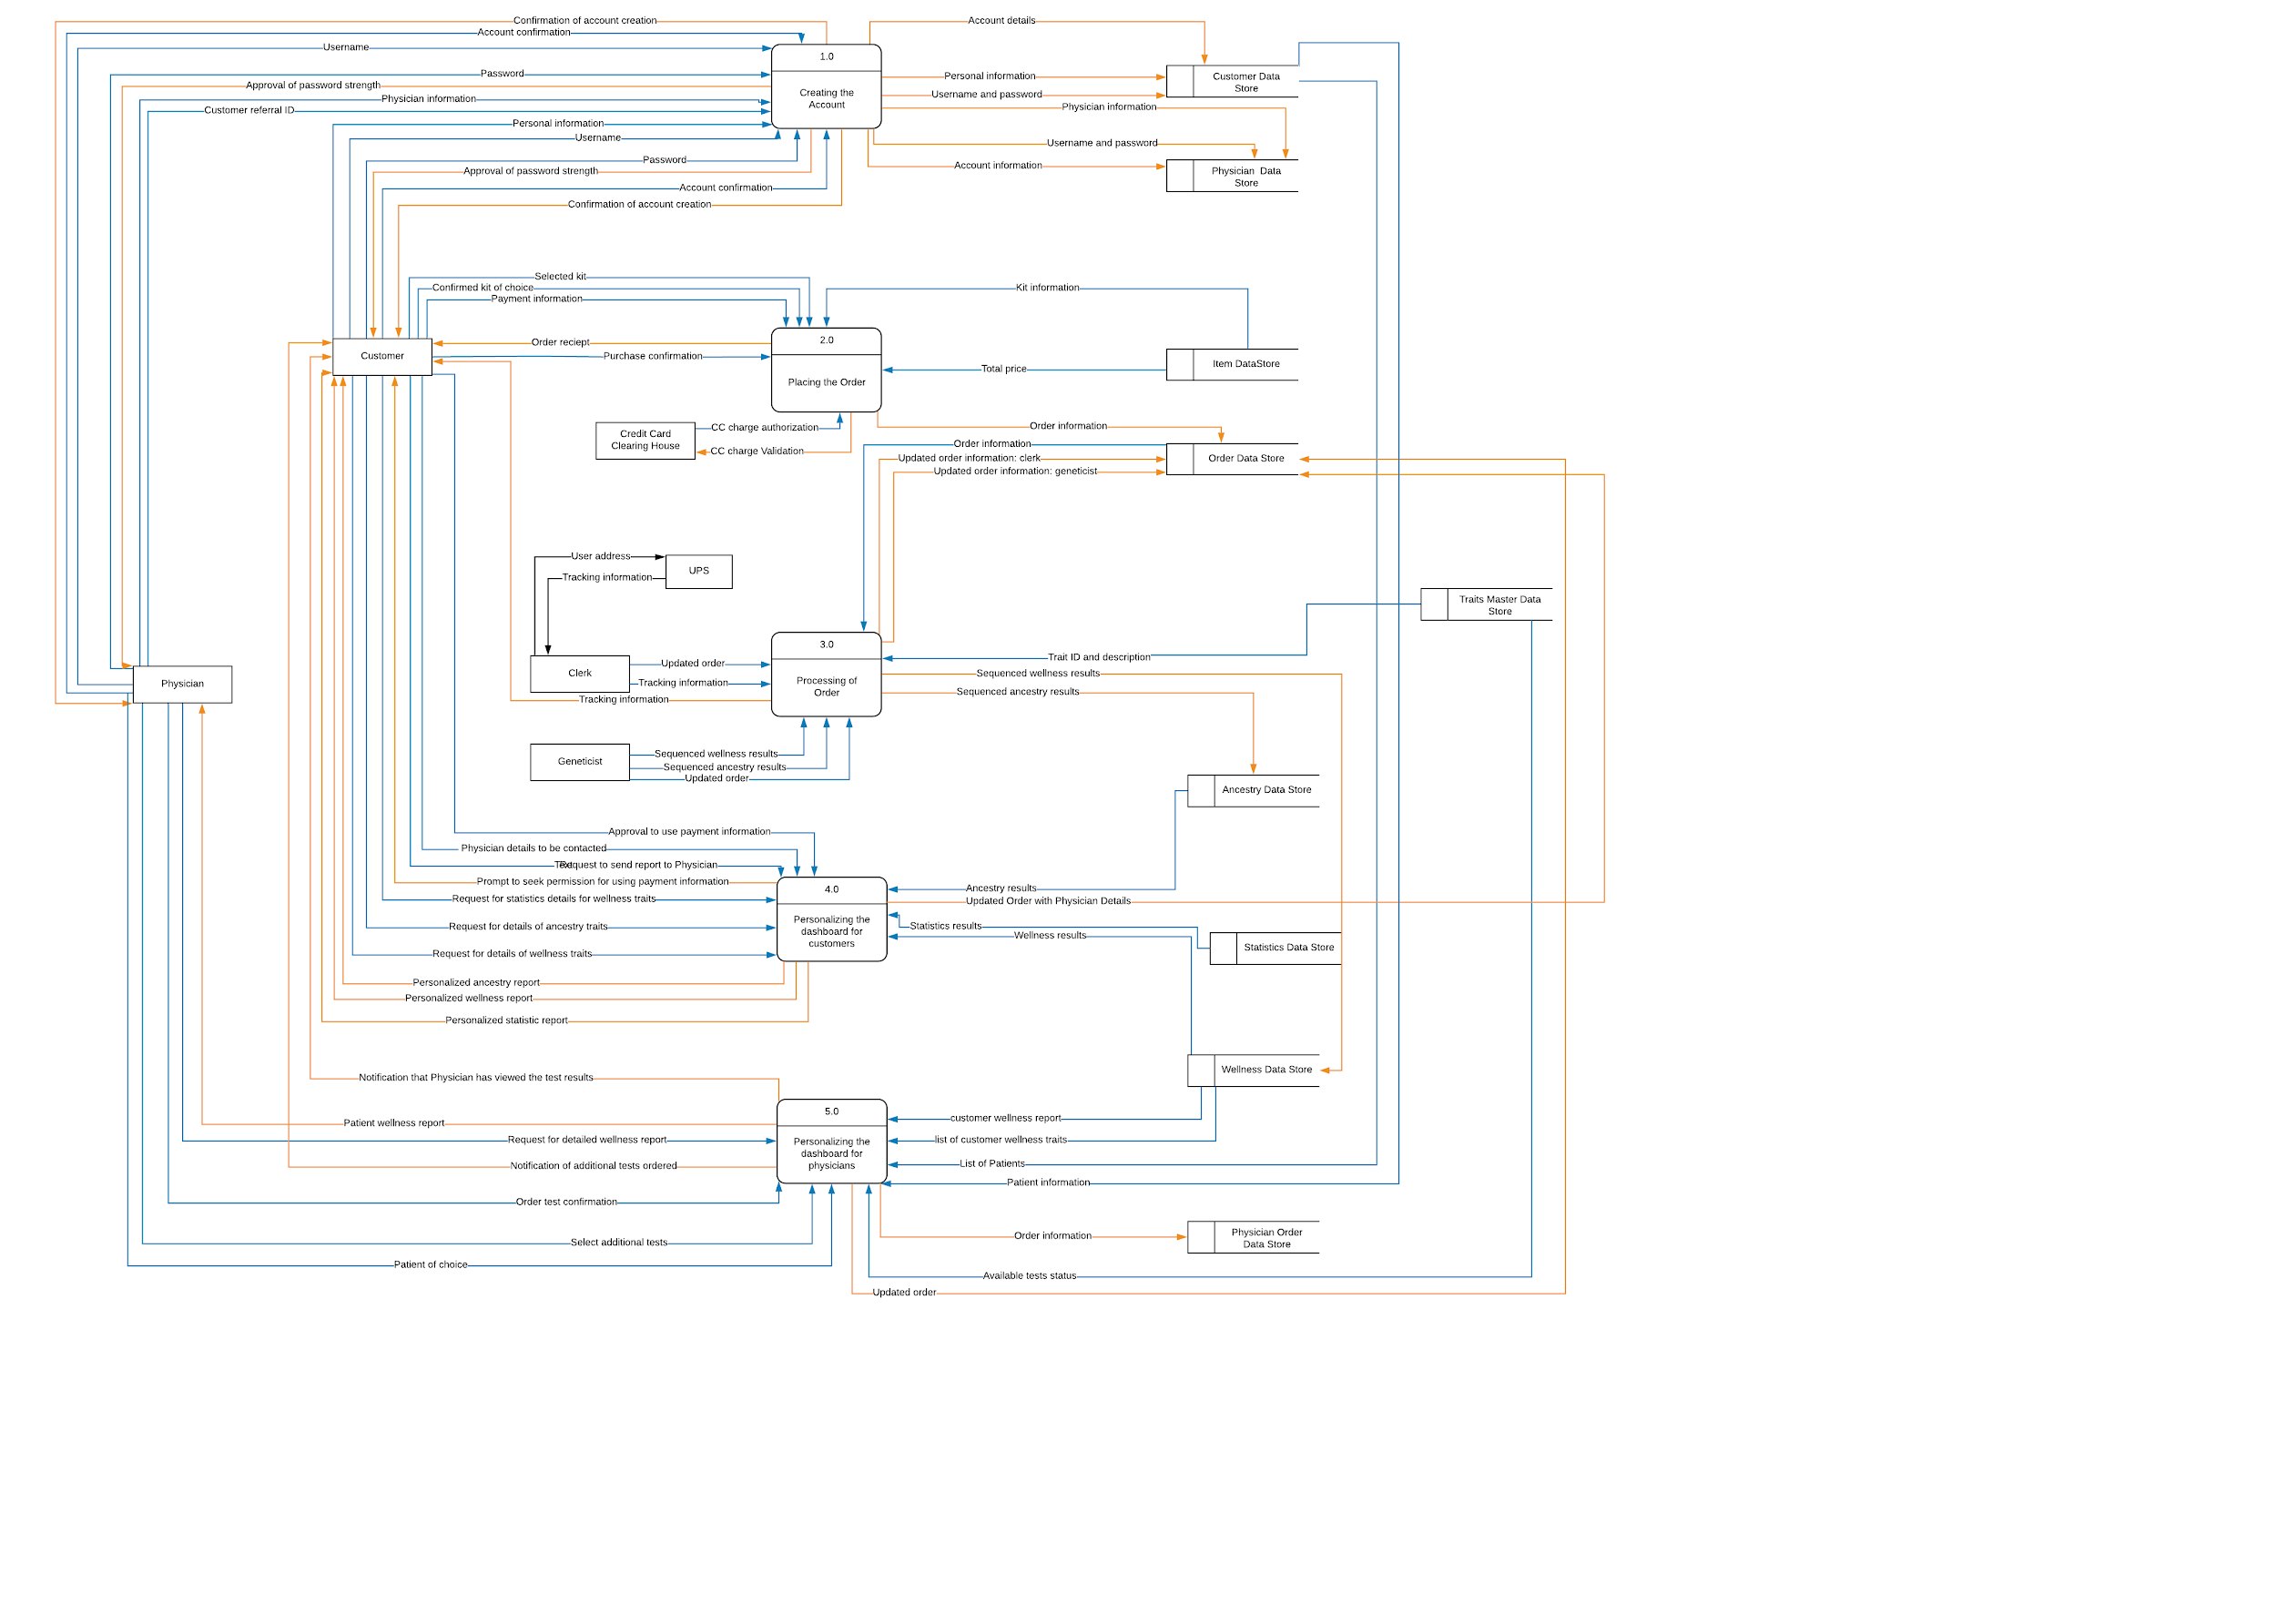 Confirmation of account creation
Account details
Account confirmation
Username
1.0
Password
Personal information
Customer Data
Store
Approval of password strength
Creating the
Account
Username and password
Physician information
Physician information
Customer referral ID
Personal information
Username
Username and password
Password
Account information
Approval of password strength
Physician  Data
Store
Account confirmation
Confirmation of account creation
Selected kit
Confirmed kit of choice
Kit information
Payment information
2.0
Order reciept
Customer
Purchase confirmation
Item DataStore
Total price
Placing the Order
CC charge authorization
Order information
Credit Card
Clearing House
Order information
CC charge Validation
Updated order information: clerk
Order Data Store
Updated order information: geneticist
User address
UPS
Tracking information
Traits Master Data
Store
3.0
Trait ID and description
Updated order
Clerk
Sequenced wellness results
Physician
Tracking information
Processing of
Order
Sequenced ancestry results
Tracking information
Sequenced wellness results
Geneticist
Sequenced ancestry results
Updated order
Ancestry Data Store
Approval to use payment information
Physician details to be contacted
Text
Request to send report to Physician
Prompt to seek permission for using payment information
4.0
Ancestry results
Request for statistics details for wellness traits
Updated Order with Physician Details
Personalizing the
dashboard for
customers
Request for details of ancestry traits
Statistics results
Wellness results
Statistics Data Store
Request for details of wellness traits
Personalized ancestry report
Personalized wellness report
Personalized statistic report
Wellness Data Store
Notification that Physician has viewed the test results
5.0
customer wellness report
Patient wellness report
Request for detailed wellness report
Personalizing the
dashboard for
physicians
list of customer wellness traits
Notification of additional tests ordered
List of Patients
Patient information
Order test confirmation
Physician Order
Data Store
Order information
Select additional tests
Patient of choice
Available tests status
Updated order